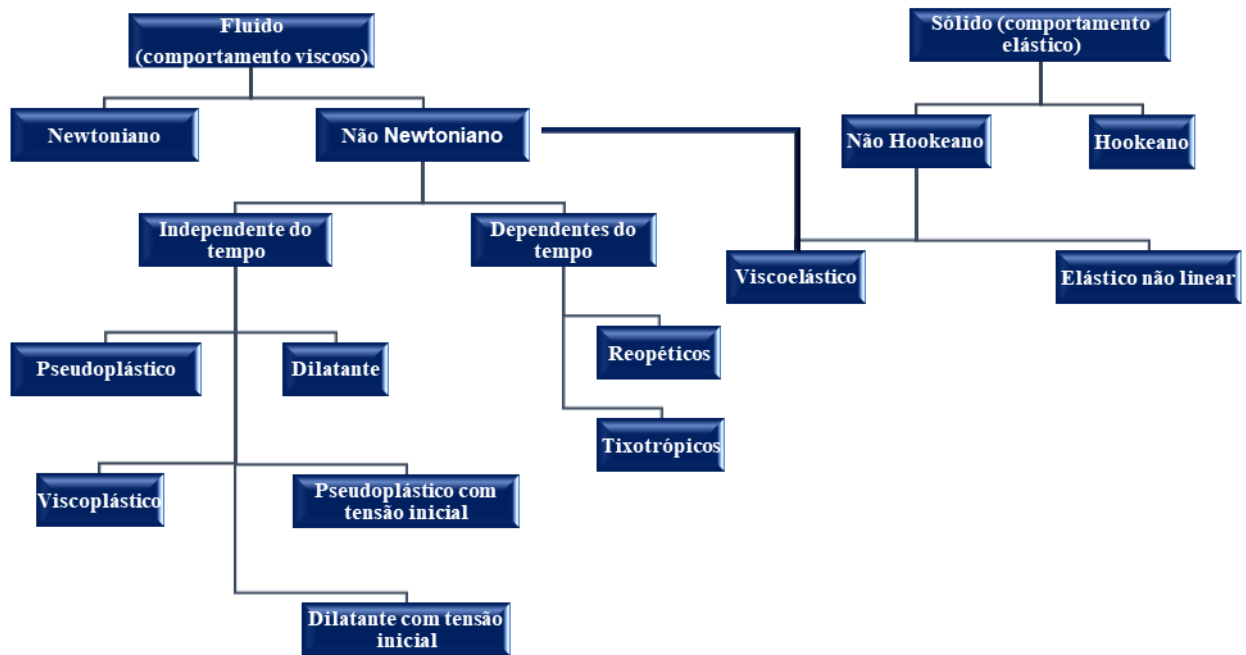 Fluido
(comportamento viscoso)
Sólido (comportamento
elástico)
Newtoniano
Não Newtoniano
Não Hookeano
Hookeano
Independente do
tempo
Dependentes do
tempo
Viscoelástico
Elástico não linear
Pseudoplástico
Dilatante
Reopéticos
Tixotrópicos
Viscoplástico
Pseudoplástico com
tensão inicial
Dilatante com tensão
inicial